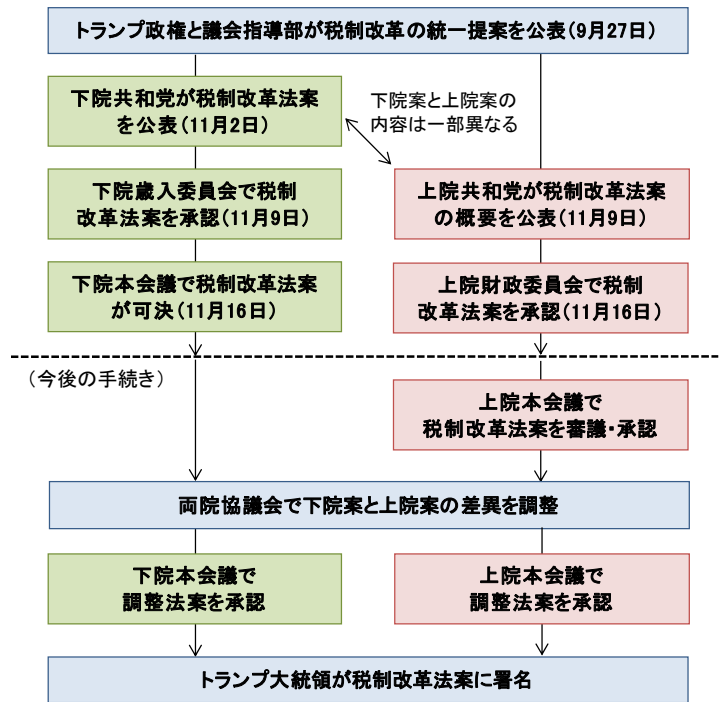 トランプ政権と議会指導部が税制改革の統一提案を公表(9月27日)
下院共和党が税制改革法案
を公表(11月2日)
下院案と上院案の
内容は一部異なる
下院歳入委員会で税制
改革法案を承認(11月9日)
上院共和党が税制改革法案
の概要を公表(11月9日)
下院本会議で税制改革法案
が可決(11月16日)
上院財政委員会で税制
改革法案を承認(11月16日)
(今後の手続き)
上院本会議で
税制改革法案を審議・承認
両院協議会で下院案と上院案の差異を調整
下院本会議で
調整法案を承認
上院本会議で
調整法案を承認
トランプ大統領が税制改革法案に署名